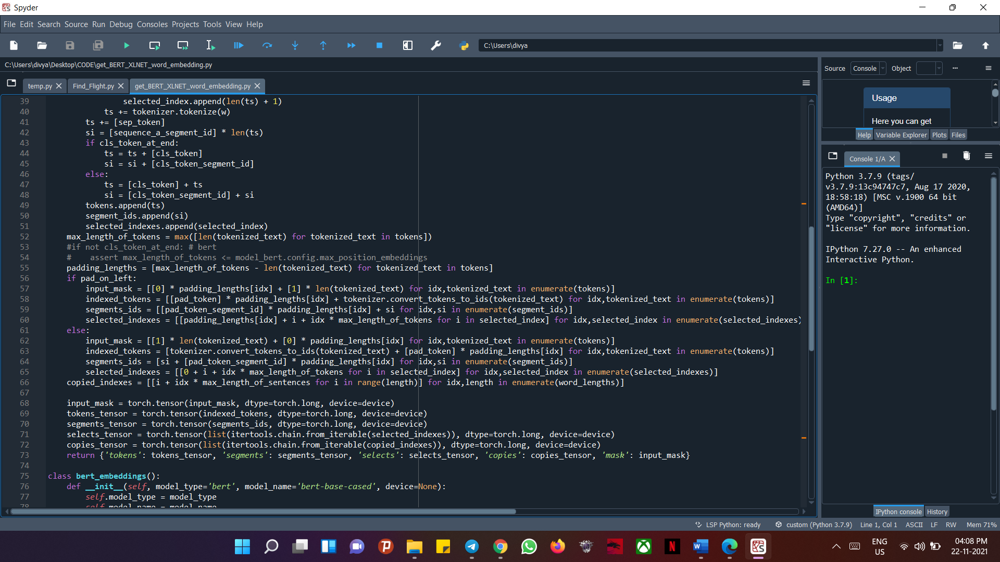 Spyder
File Edit Search Source Run Debug Consoles Projects Tools View Help
C:\Users\divya
C:\Users\divya\Desktop\CODE\get_BERT_XLNET_word_embedding.py
temp.py Find_Flight.py get_BERT_XLNET_word_embedding.py
39 selected_index.append(len(ts) + 1)
40 ts += tokenizer.tokenize(w)
41 ts += [sep_token]
42 si = [sequence_a_segment_id] * len(ts)
43 if cls_token_at_end:
44 ts = ts + [cls_token]
45 si = si + [cls_token_segment_id]
46 else:
47 ts = [cls_token] + ts
48 si = [cls_token_segment_id] + si
49 tokens.append(ts)
50 segment_ids.append(si)
51 selected_indexes.append(selected_index)
52 max_length_of_tokens = max([len(tokenized_text) for tokenized_text in tokens])
53 #if not cls_token_at_end: # bert
54 #    assert max_length_of_tokens <= model_bert.config.max_position_embeddings
55 padding_lengths = [max_length_of_tokens - len(tokenized_text) for tokenized_text in tokens]
56 if pad_on_left:
57 input_mask = [[0] * padding_lengths[idx] + [1] * len(tokenized_text) for idx,tokenized_text in enumerate(tokens)]
58 indexed_tokens = [[pad_token] * padding_lengths[idx] + tokenizer.convert_tokens_to_ids(tokenized_text) for idx,tokenized_text in enumerate(tokens)]
59 segments_ids = [[pad_token_segment_id] * padding_lengths[idx] + si for idx,si in enumerate(segment_ids)]
60 selected_indexes = [[padding_lengths[idx] + i + idx * max_length_of_tokens for i in selected_index] for idx,selected_index in enumerate(selected_indexes)
61 else:
62 input_mask = [[1] * len(tokenized_text) + [0] * padding_lengths[idx] for idx,tokenized_text in enumerate(tokens)]
63 indexed_tokens = [tokenizer.convert_tokens_to_ids(tokenized_text) + [pad_token] * padding_lengths[idx] for idx,tokenized_text in enumerate(tokens)]
64 segments_ids = [si + [pad_token_segment_id] * padding_lengths[idx] for idx,si in enumerate(segment_ids)]
65 selected_indexes = [[0 + i + idx * max_length_of_tokens for i in selected_index] for idx,selected_index in enumerate(selected_indexes)]
66 copied_indexes = [[i + idx * max_length_of_sentences for i in range(length)] for idx,length in enumerate(word_lengths)]
67
68 input_mask = torch.tensor(input_mask, dtype=torch.long, device=device)
69 tokens_tensor = torch.tensor(indexed_tokens, dtype=torch.long, device=device)
70 segments_tensor = torch.tensor(segments_ids, dtype=torch.long, device=device)
71 selects_tensor = torch.tensor(list(itertools.chain.from_iterable(selected_indexes)), dtype=torch.long, device=device)
72 copies_tensor = torch.tensor(list(itertools.chain.from_iterable(copied_indexes)), dtype=torch.long, device=device)
73 return {'tokens': tokens_tensor, 'segments': segments_tensor, 'selects': selects_tensor, 'copies': copies_tensor, 'mask': input_mask}
74
75 class bert_embeddings():
76 def __init__(self, model_type='bert', model_name='bert-base-cased', device=None):
77 self.model_type = model_type
78 self.model_name = model_name
Source Console Object
Usage
Here you can get
Help Variable Explorer Plots Files
Console 1/A
Python 3.7.9 (tags/
v3.7.9:13c94747c7, Aug 17 2020,
18:58:18) [MSC v.1900 64 bit
(AMD64)]
Type "copyright", "credits" or
"license" for more information.
IPython 7.27.0 -- An enhanced
Interactive Python.
In [1]:
IPython console History
LSP Python: ready custom (Python 3.7.9) Line 1, Col 1 ASCII LF RW Mem 71%
ENG
US
04:08 PM
22-11-2021